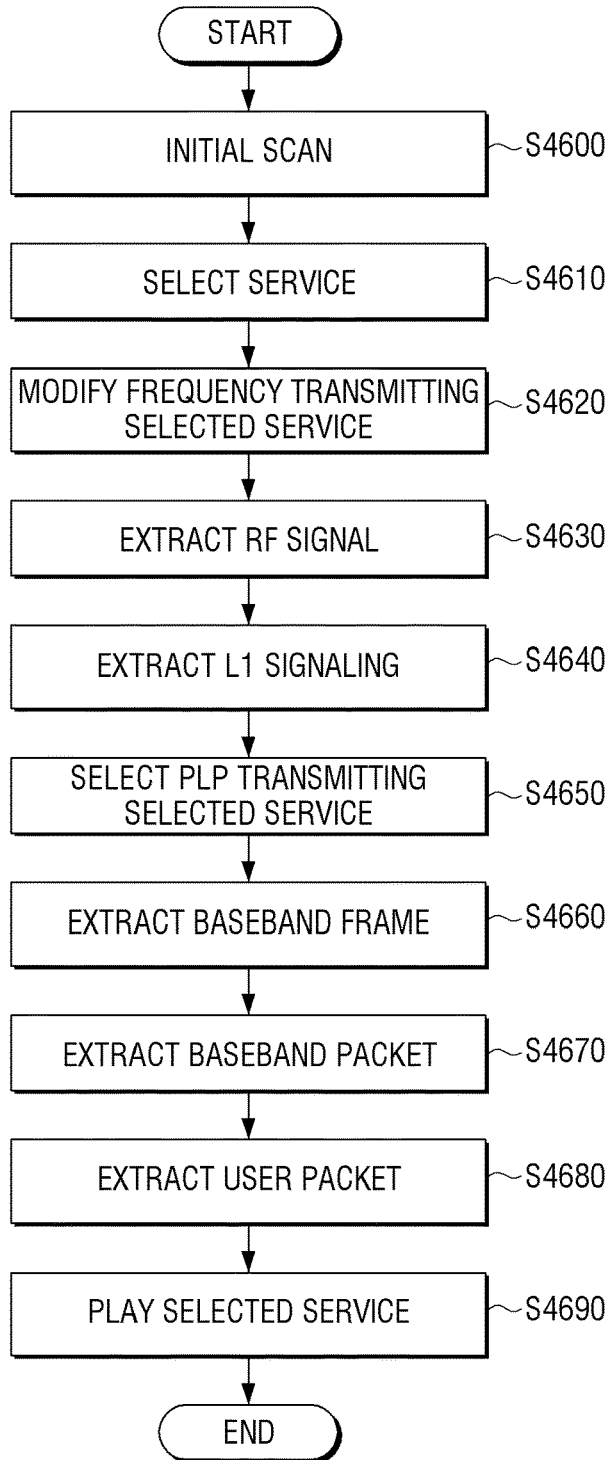 START
INITIAL SCAN
S4600
SELECT SERVICE
S4610
MODIFY FREQUENCY TRANSMITTING
SELECTED SERVICE
S4620
EXTRACT RF SIGNAL
S4630
EXTRACT L1 SIGNALING
S4640
SELECT PLP TRANSMITTING
SELECTED SERVICE
S4650
EXTRACT BASEBAND FRAME
S4660
EXTRACT BASEBAND PACKET
S4670
EXTRACT USER PACKET
S4680
PLAY SELECTED SERVICE
S4690
END